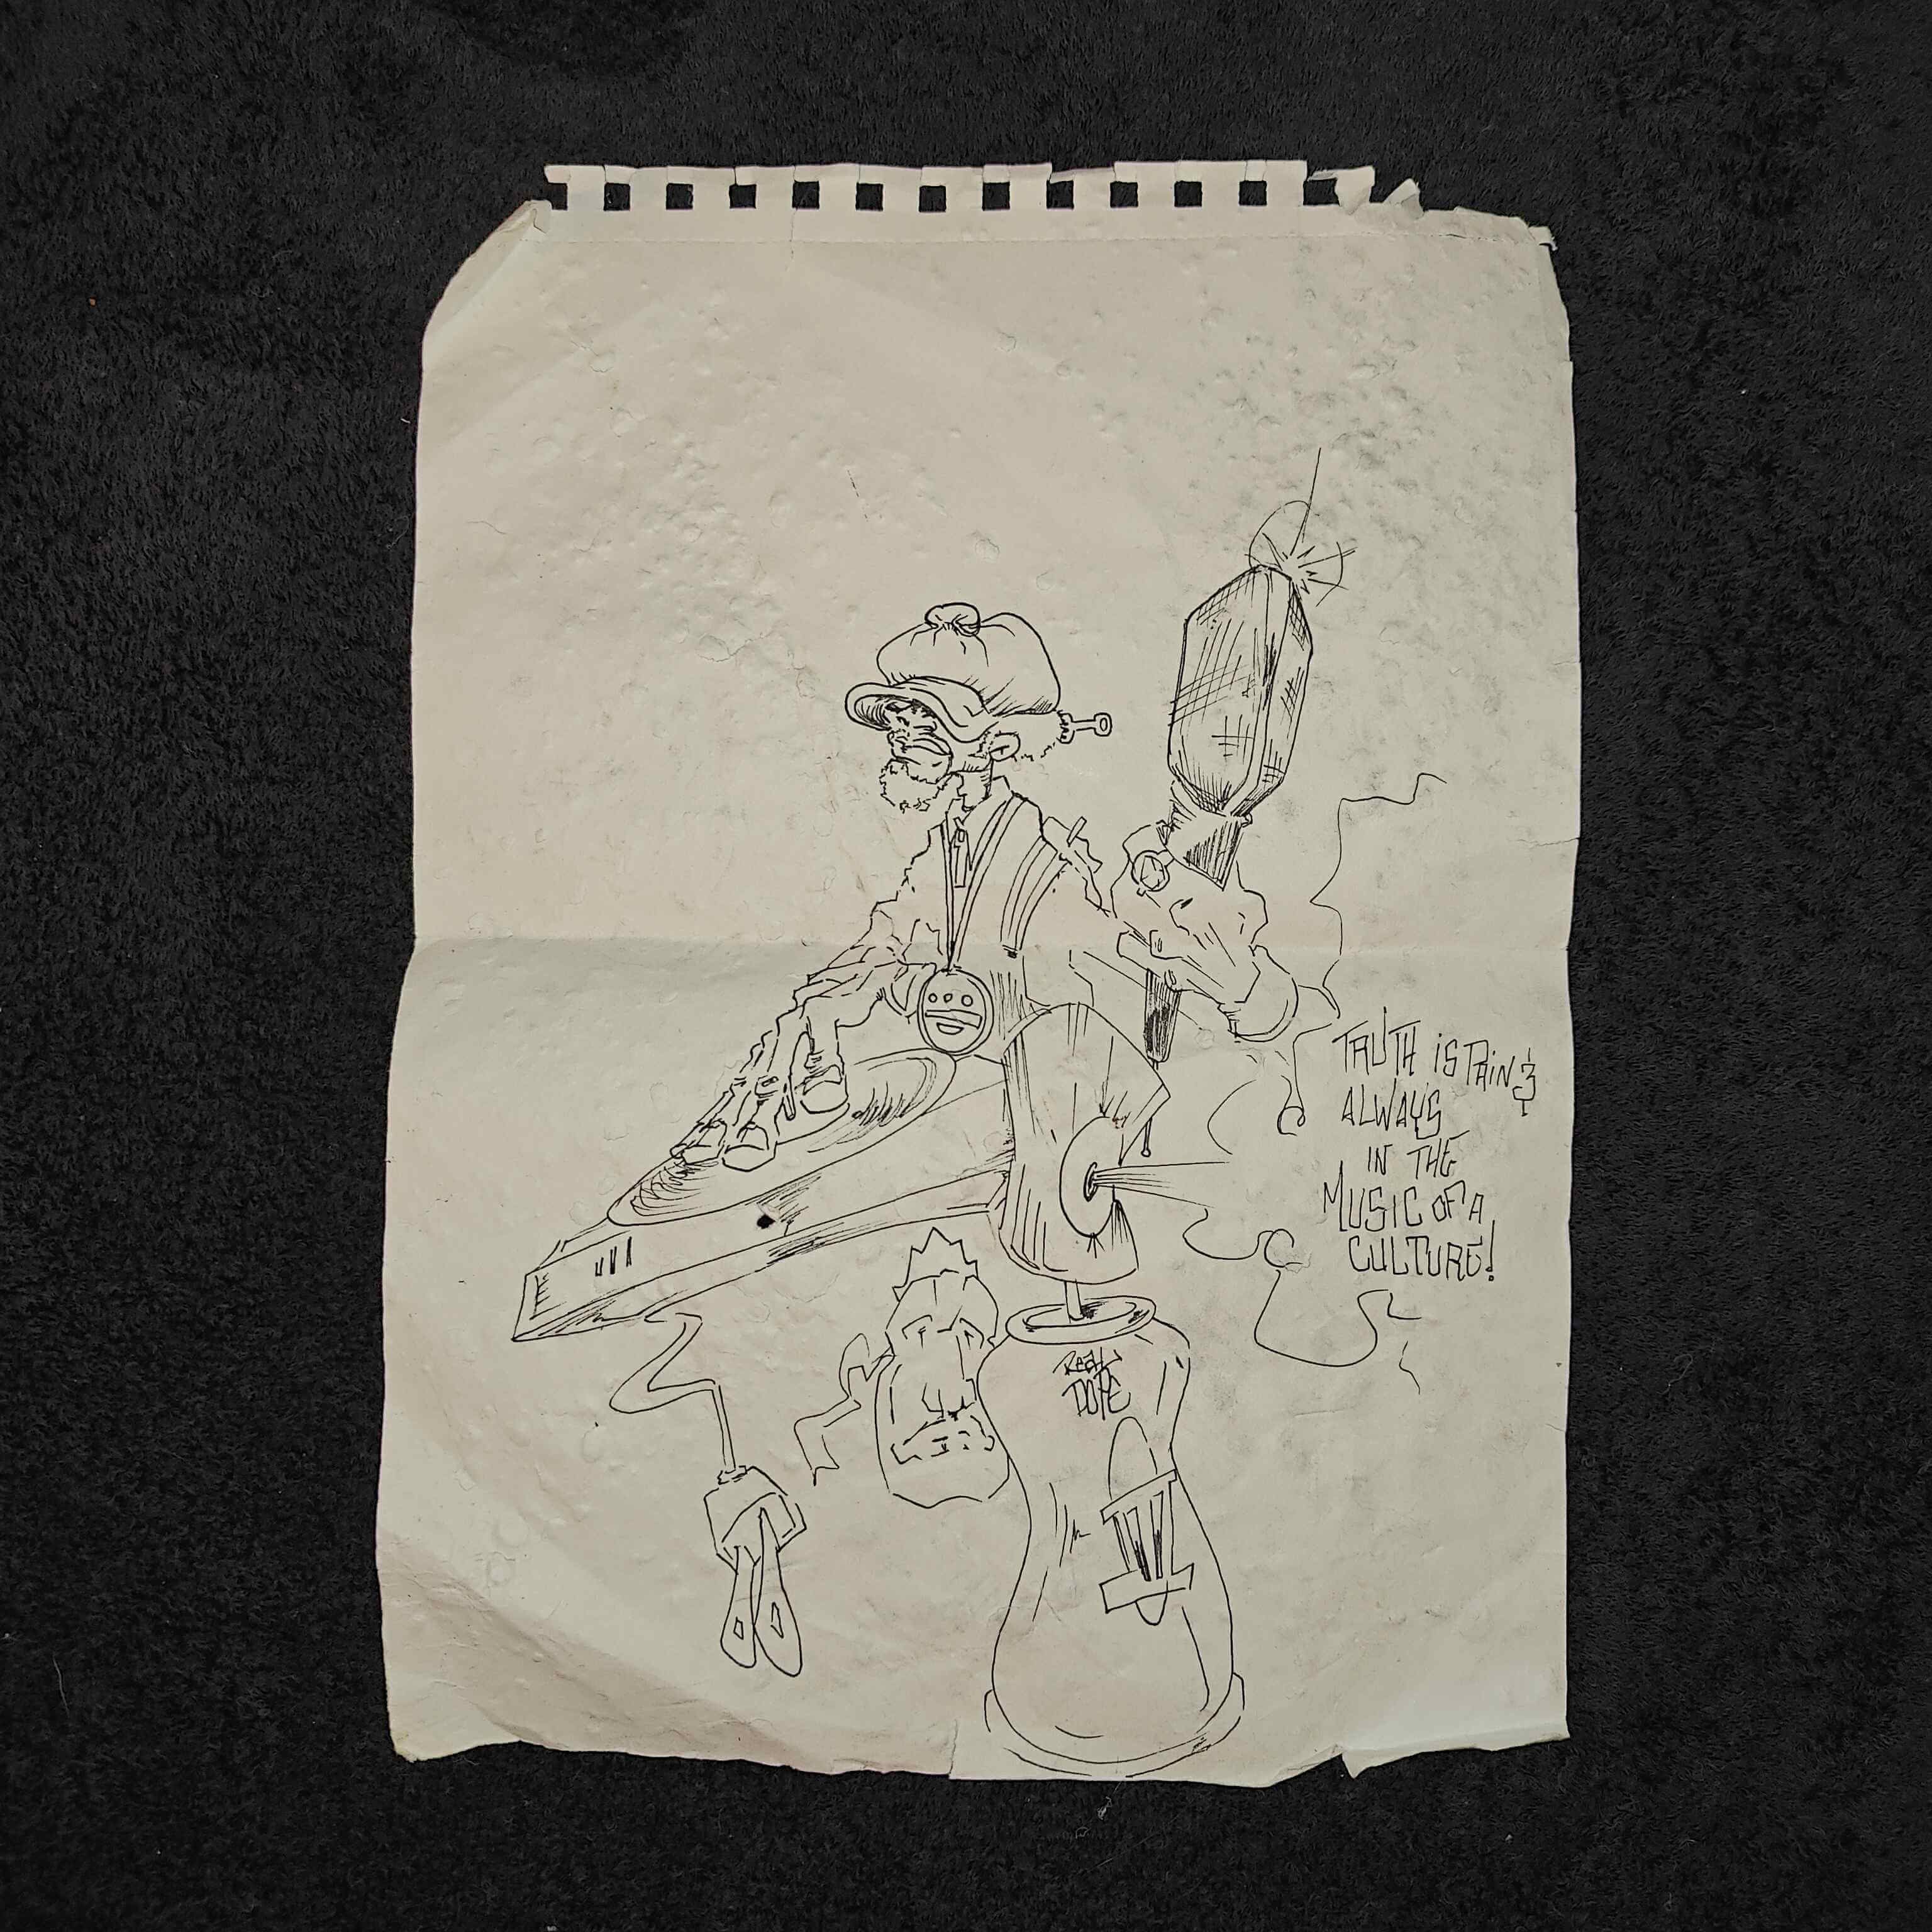 TRUTH iS PAiN &
ALWAYS
IN THE
MUSIC OF A
CULTURE!
REAL
DOPE